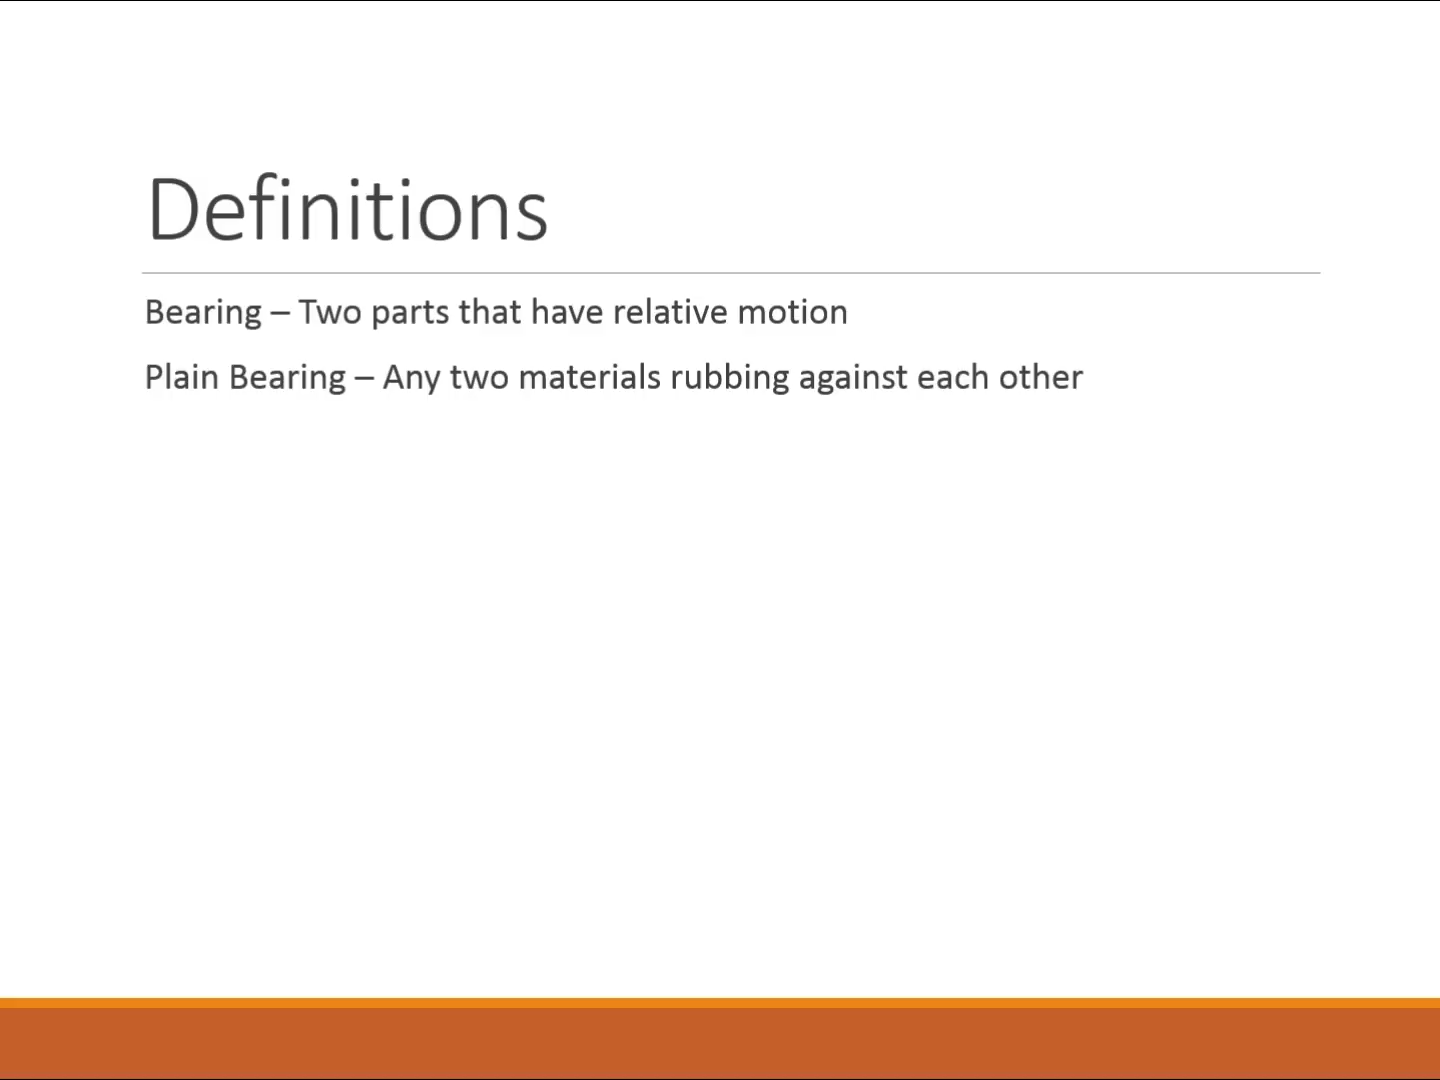 Definitions
Bearing – Two parts that have relative motion
Plain Bearing – Any two materials rubbing against each other